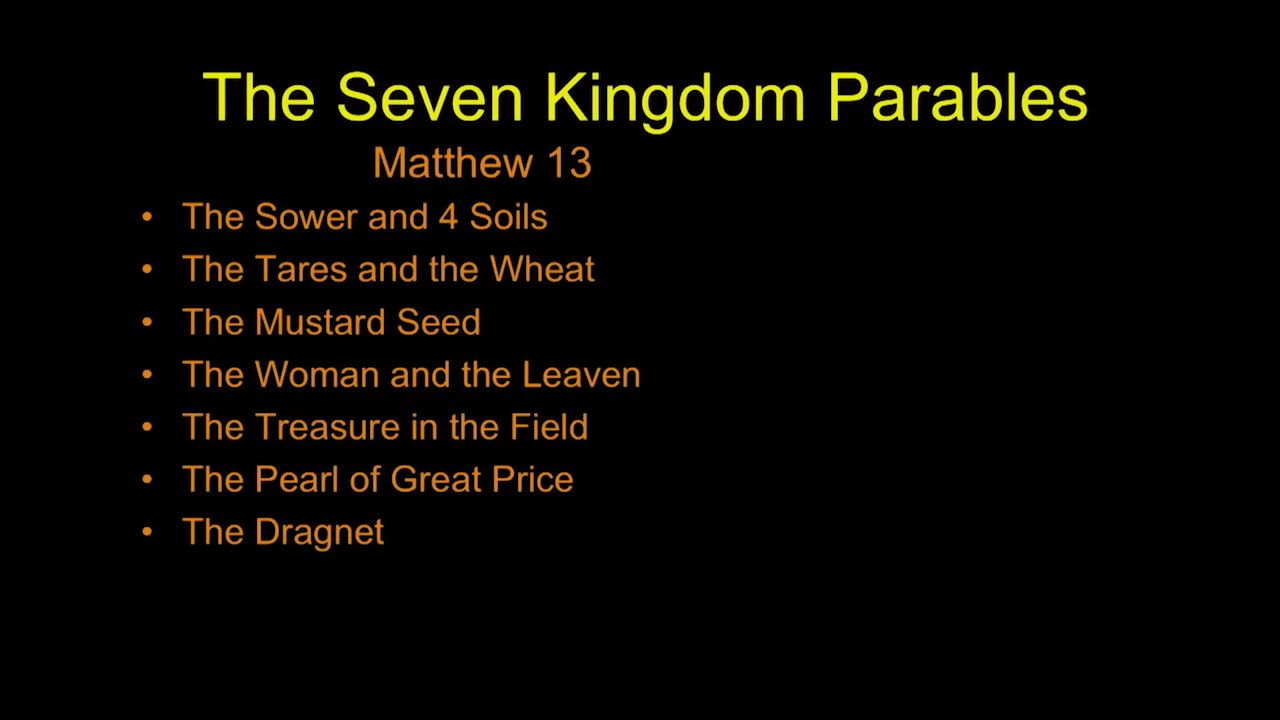 The Seven Kingdom Parables
Matthew 13
• The Sower and 4 Soils
• The Tares and the Wheat
• The Mustard Seed
• The Woman and the Leaven
• The Treasure in the Field
• The Pearl of Great Price
• The Dragnet